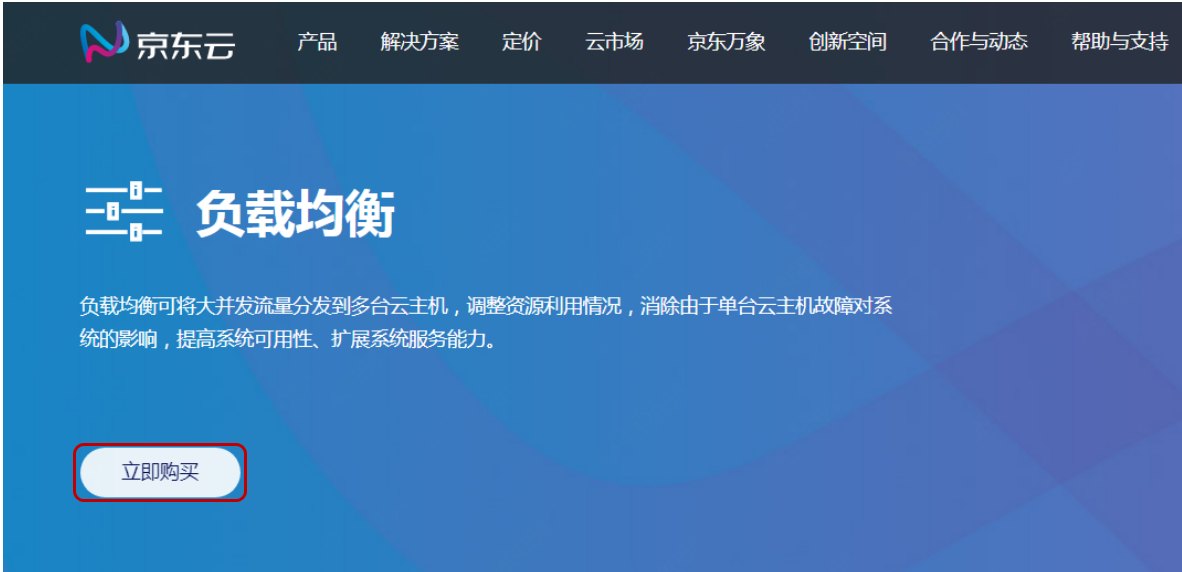 京东云 产品 解决方案 定价 云市场 京东万象 创新空间 合作与动态 帮助与支持
负载均衡
负载均衡可将大并发流量分发到多台云主机，调整资源利用情况，消除由于单台云主机故障对系
统的影响，提高系统可用性、扩展系统服务能力。
立即购买